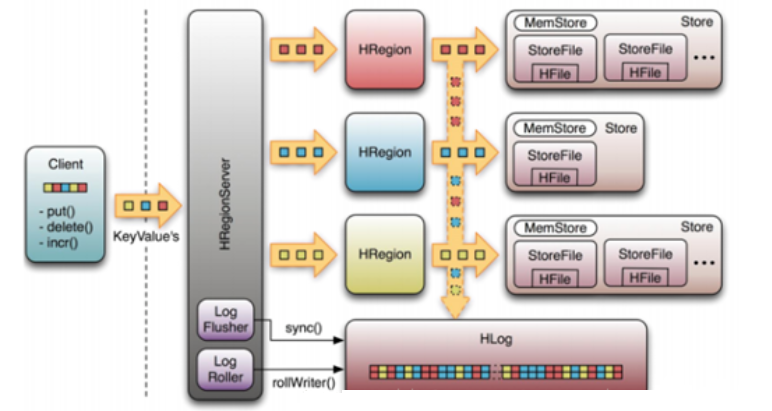 Client
- put()
- delete()
- incr()
KeyValue's
HRegionServer
Log
Flusher
Log
Roller
sync()
rollWriter()
HRegion
MemStore
Store
StoreFile
HFile
StoreFile
HFile
...
HRegion
MemStore
Store
StoreFile
HFile
HRegion
MemStore
Store
StoreFile
HFile
StoreFile
HFile
...
HLog